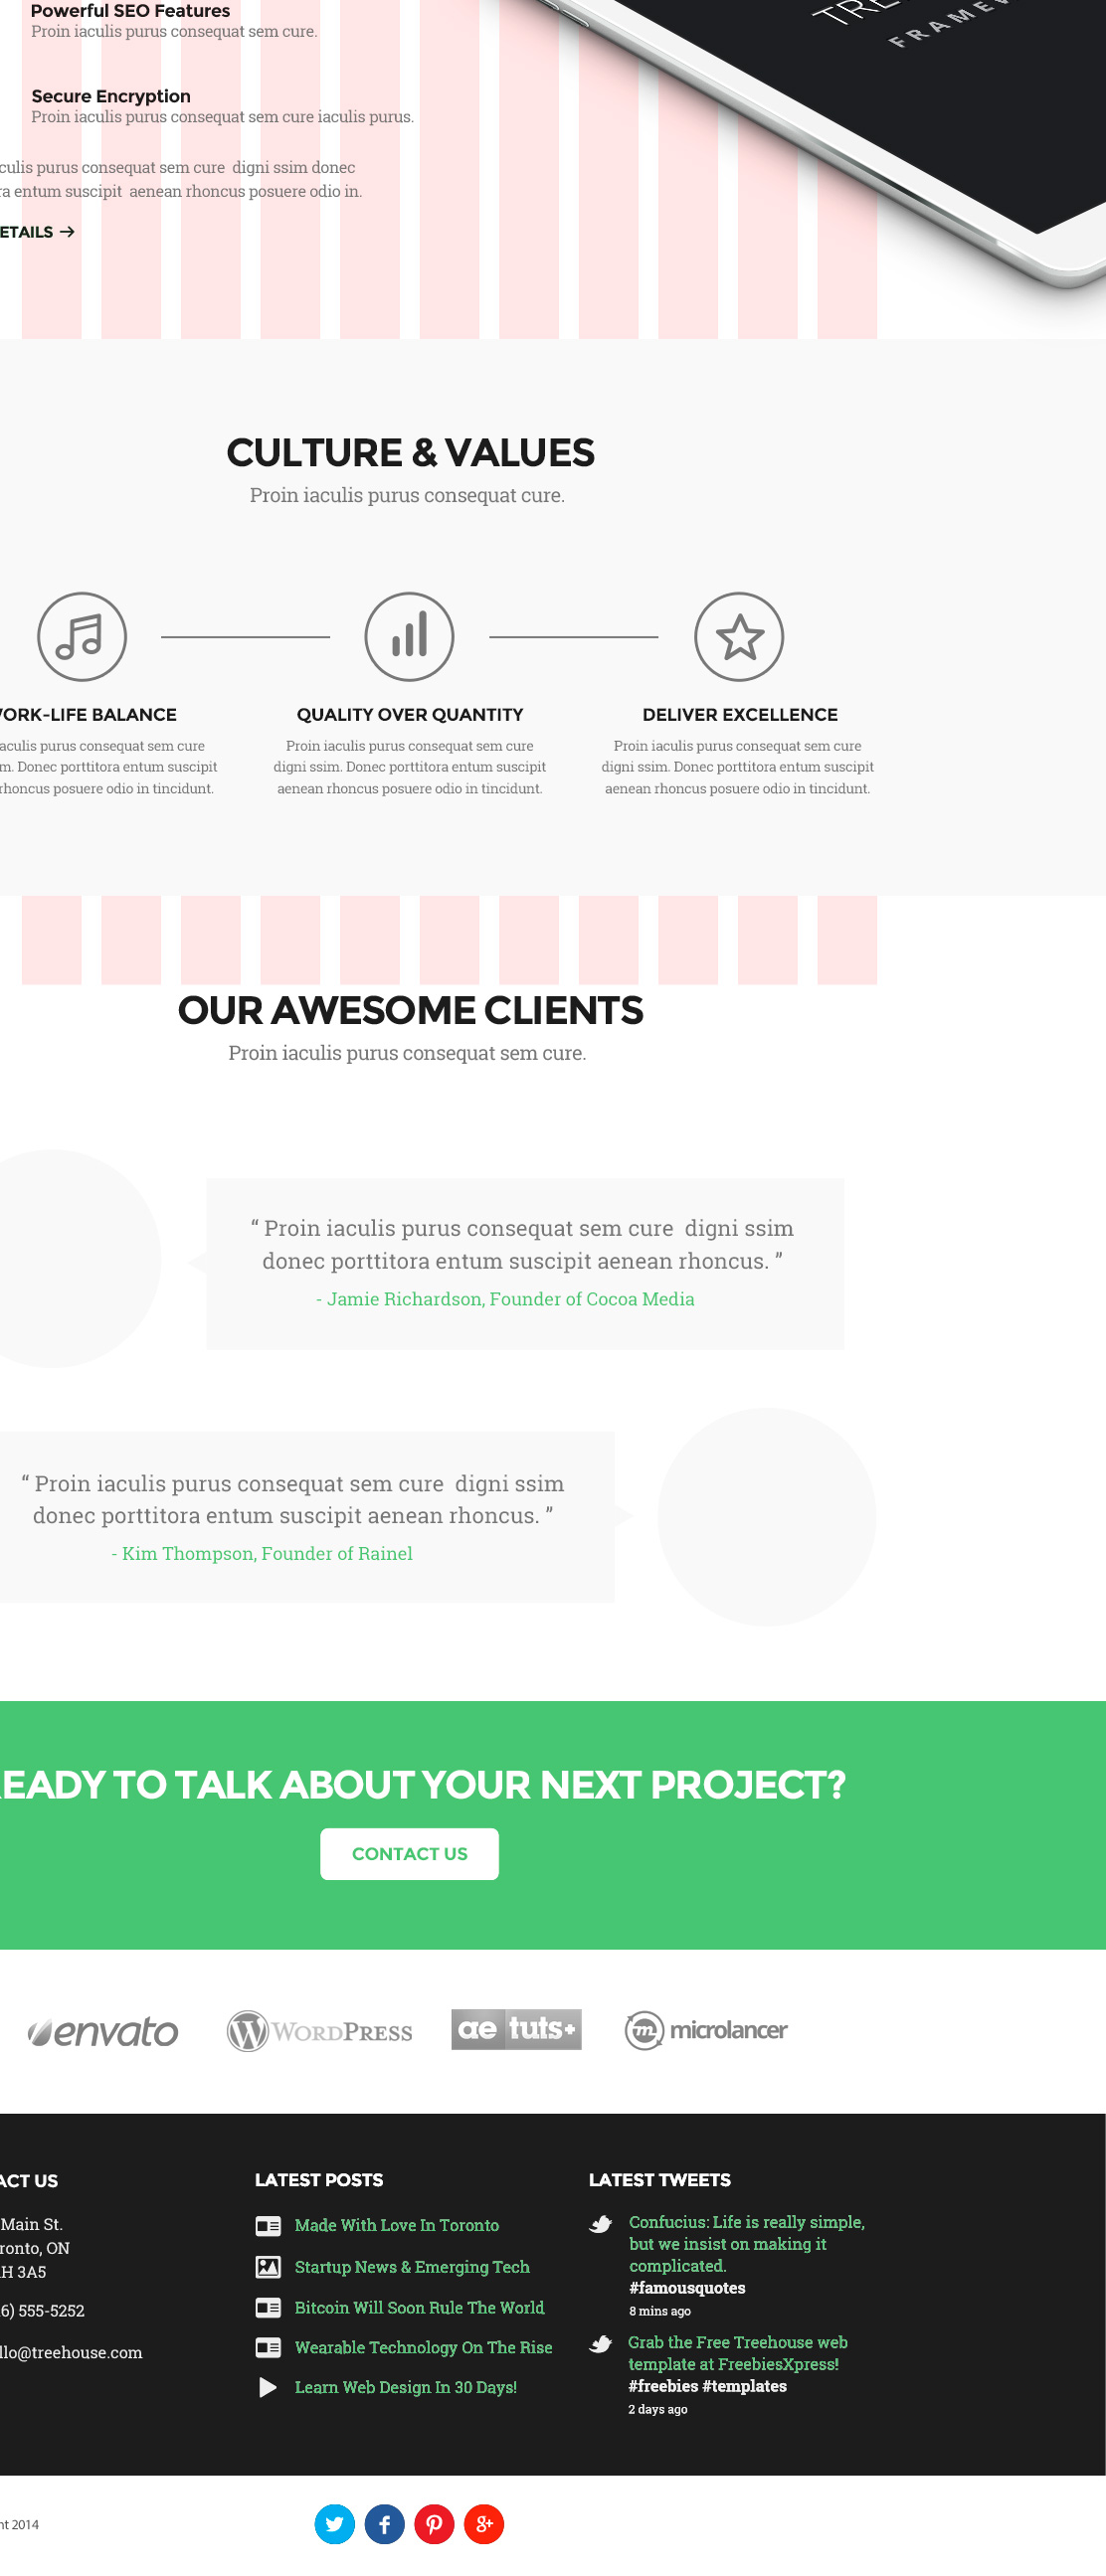 Powerful SEO Features
Proin iaculis purus consequat sem cure.
TRE
FRAMEW
Secure Encryption
Proin iaculis purus consequat sem cure iaculis purus.
culis purus consequat sem cure digni ssim donec
ra entum suscipit aenean rhoncus posuere odio in.
ETAILS →
CULTURE & VALUES
Proin iaculis purus consequat cure.
ORK-LIFE BALANCE
aculis purus consequat sem cure
m. Donec porttitora entum suscipit
rhoncus posuere odio in tincidunt.
QUALITY OVER QUANTITY
Proin iaculis purus consequat sem cure
digni ssim. Donec porttitora entum suscipit
aenean rhoncus posuere odio in tincidunt.
DELIVER EXCELLENCE
Proin iaculis purus consequat sem cure
digni ssim. Donec porttitora entum suscipit
aenean rhoncus posuere odio in tincidunt.
OUR AWESOME CLIENTS
Proin iaculis purus consequat sem cure.
“ Proin iaculis purus consequat sem cure digni ssim
donec porttitora entum suscipit aenean rhoncus. ”
- Jamie Richardson, Founder of Cocoa Media
“ Proin iaculis purus consequat sem cure digni ssim
donec porttitora entum suscipit aenean rhoncus. ”
- Kim Thompson, Founder of Rainel
EADY TO TALK ABOUT YOUR NEXT PROJECT?
CONTACT US
envato
WORDPRESS
ae tuts+
m microlancer
ACT US
Main St.
ronto, ON
H 3A5
6) 555-5252
llo@treehouse.com
LATEST POSTS
Made With Love In Toronto
Startup News & Emerging Tech
Bitcoin Will Soon Rule The World
Wearable Technology On The Rise
Learn Web Design In 30 Days!
LATEST TWEETS
Confucius: Life is really simple,
but we insist on making it
complicated.
#famousquotes
8 mins ago
Grab the Free Treehouse web
template at FreebiesXpress!
#freebies #templates
2 days ago
ht 2014